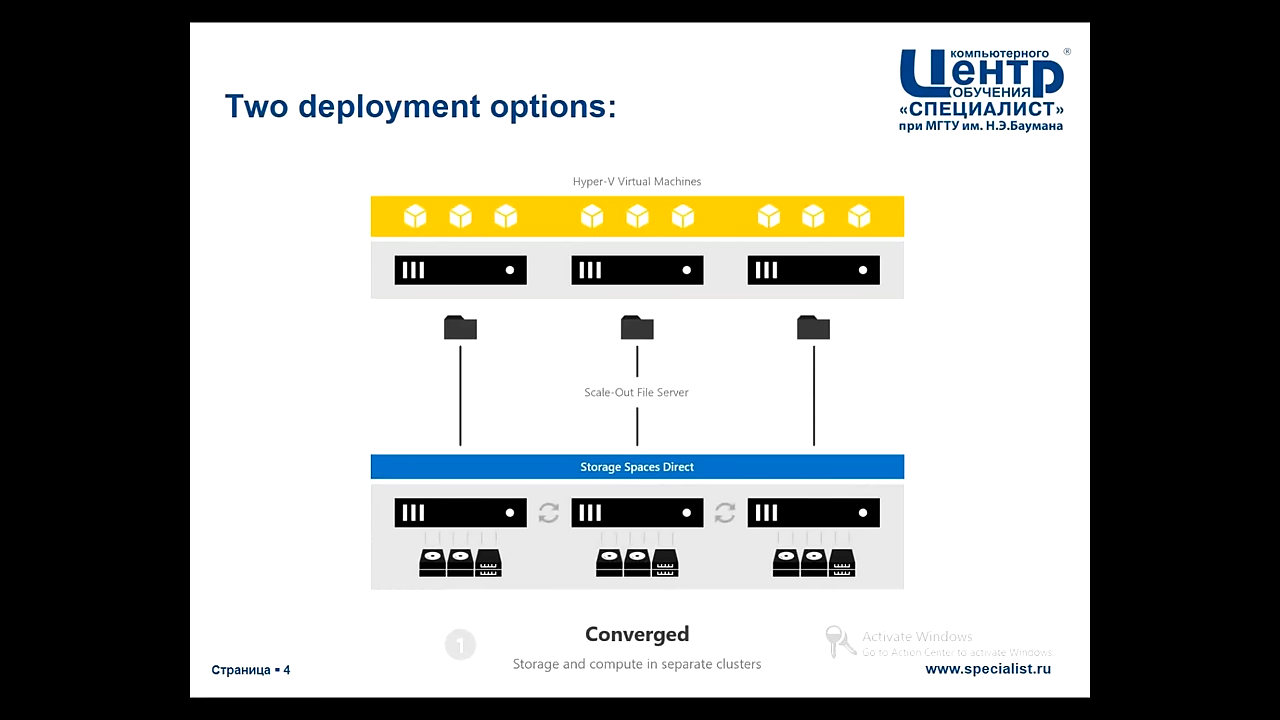 компьютерного
Центр
®
ОБУЧЕНИЯ
«СПЕЦИАЛИСТ»
при МГТУ им. Н.Э.Баумана
Two deployment options:
Hyper-V Virtual Machines
Scale-Out File Server
Storage Spaces Direct
1
Converged
Storage and compute in separate clusters
Activate Windows
Go to Action Center to activate Windows.
Страница ▪ 4
www.specialist.ru